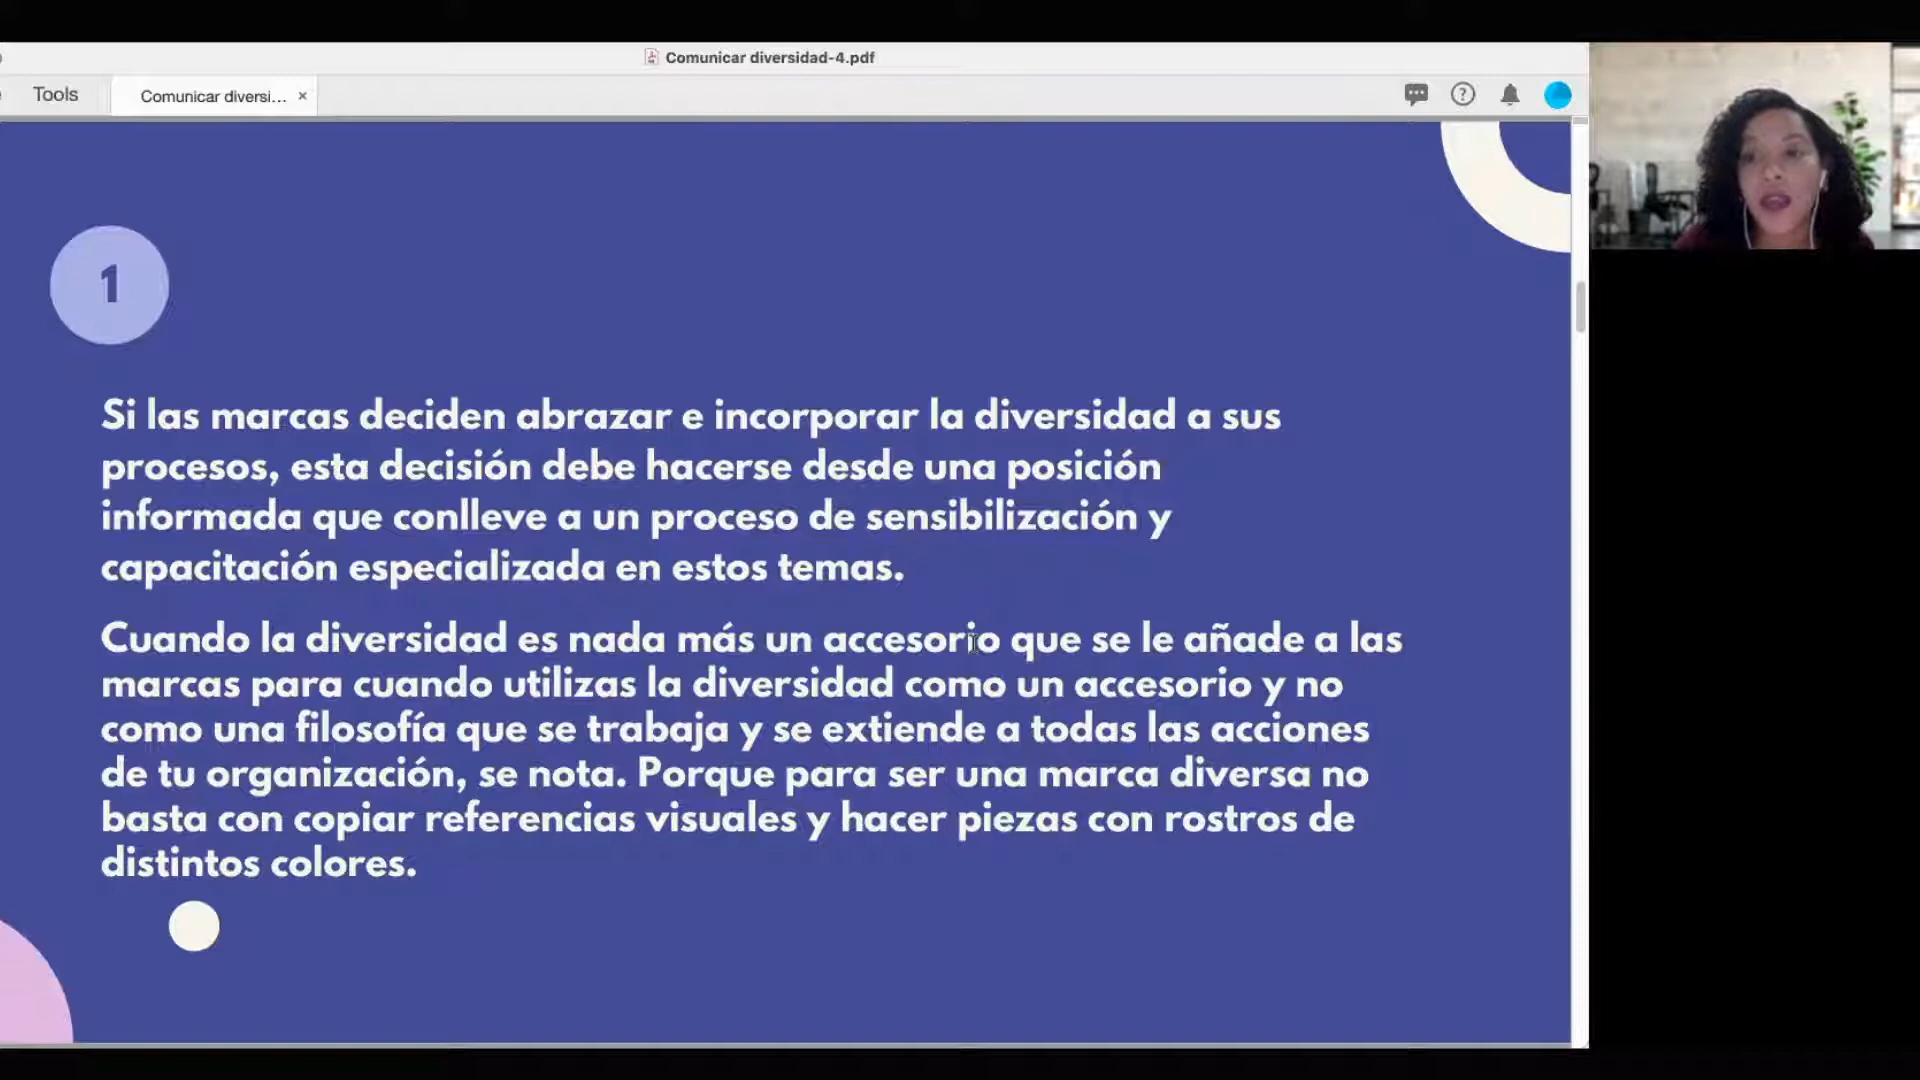 Comunicar diversidad-4.pdf
Tools
Comunicar diversi... ×
1
Si las marcas deciden abrazar e incorporar la diversidad a sus
procesos, esta decisión debe hacerse desde una posición
informada que conlleve a un proceso de sensibilización y
capacitación especializada en estos temas.
Cuando la diversidad es nada más un accesorio que se le añade a las
marcas para cuando utilizas la diversidad como un accesorio y no
como una filosofía que se trabaja y se extiende a todas las acciones
de tu organización, se nota. Porque para ser una marca diversa no
basta con copiar referencias visuales y hacer piezas con rostros de
distintos colores.